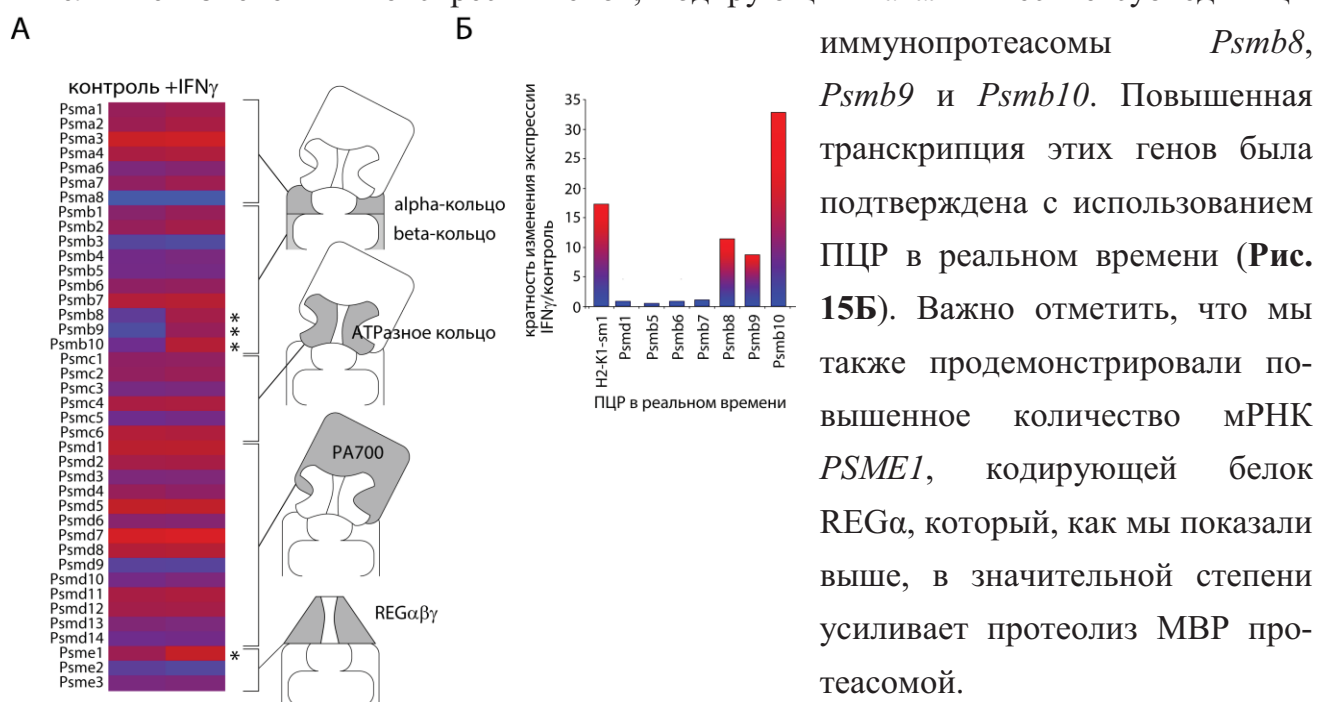 А
Б
контроль +IFNγ
Psma1
Psma2
Psma3
Psma4
Psma6
Psma7
Psma8
Psmb1
Psmb2
Psmb3
Psmb4
Psmb5
Psmb6
Psmb7
Psmb8 *
Psmb9 *
Psmb10 *
Psmc1
Psmc2
Psmc3
Psmc4
Psmc5
Psmc6
Psmd1
Psmd2
Psmd3
Psmd4
Psmd5
Psmd6
Psmd7
Psmd8
Psmd9
Psmd10
Psmd11
Psmd12
Psmd13
Psmd14
Psme1 *
Psme2
Psme3
alpha-кольцо
beta-кольцо
АТРазное кольцо
PA700
REGαβγ
кратность изменения экспрессии
IFNγ/контроль
35
30
25
20
15
10
5
0
H2-K1-sm1
Psmd1
Psmb5
Psmb6
Psmb7
Psmb8
Psmb9
Psmb10
ПЦР в реальном времени
иммунопротеасомы Psmb8,
Psmb9 и Psmb10. Повышенная
транскрипция этих генов была
подтверждена с использованием
ПЦР в реальном времени (Рис.
15Б). Важно отметить, что мы
также продемонстрировали по-
вышенное количество мРНК
PSME1, кодирующей белок
REGα, который, как мы показали
выше, в значительной степени
усиливает протеолиз MBP про-
теасомой.